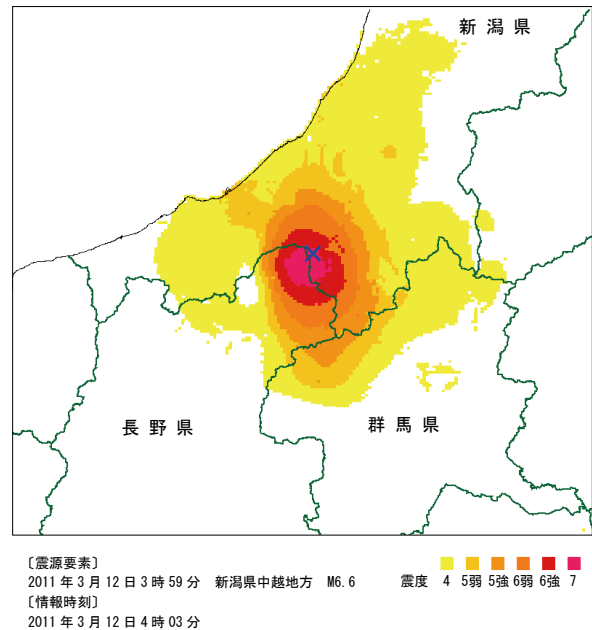 新潟県
長野県
群馬県
〔震源要素〕
2011年3月12日3時59分 新潟県中越地方 M6.6
震度 4 5弱 5強 6弱 6強 7
〔情報時刻〕
2011年3月12日4時03分